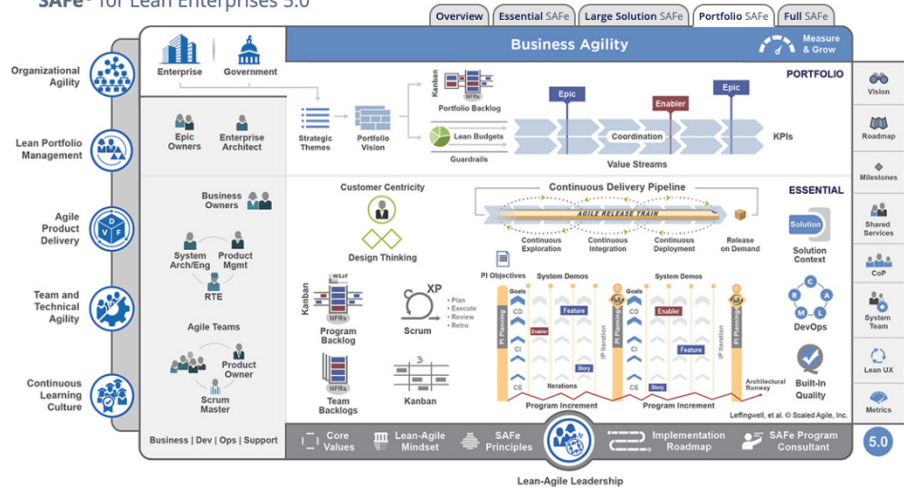 SAFe® for Lean Enterprises 5.0
Overview
Essential SAFe
Large Solution SAFe
Portfolio SAFe
Full SAFe
Business Agility
Measure
& Grow
Enterprise
Government
Organizational
Agility
Lean Portfolio
Management
Agile
Product
Delivery
Team and
Technical
Agility
Continuous
Learning
Culture
Epic
Owners
Enterprise
Architect
Business
Owners
System
Arch/Eng
Product
Mgmt
RTE
Agile Teams
Product
Owner
Scrum
Master
Business | Dev | Ops | Support
PORTFOLIO
Strategic
Themes
Portfolio
Vision
Kanban
NFRs
Portfolio Backlog
Lean Budgets
Guardrails
Epic
Enabler
Epic
Coordination
KPIs
Value Streams
ESSENTIAL
Customer Centricity
Design Thinking
Continuous Delivery Pipeline
AGILE RELEASE TRAIN
Continuous
Exploration
Continuous
Integration
Continuous
Deployment
Release
on Demand
Solution
Solution
Context
Kanban
WSJF
NFRs
Program
Backlog
XP
• Plan
• Execute
• Review
• Retro
Scrum
NFRs
Team
Backlogs
3
Kanban
PI Objectives
System Demos
System Demos
Goals
CD
CI
CE
PI Planning
Enabler
Feature
Story
Iterations
IP Iteration
PI Planning
Goals
CD
CI
CE
Enabler
Feature
Story
IP Iteration
PI Planning
Program Increment
Program Increment
Architectural
Runway
C
R
A
M
L
DevOps
Built-In
Quality
Leffingwell, et al. © Scaled Agile, Inc.
Vision
Roadmap
Milestones
Shared
Services
CoP
System
Team
Lean UX
Metrics
5.0
Core
Values
Lean-Agile
Mindset
SAFe
Principles
Implementation
Roadmap
SAFe Program
Consultant
Lean-Agile Leadership
D
V
F